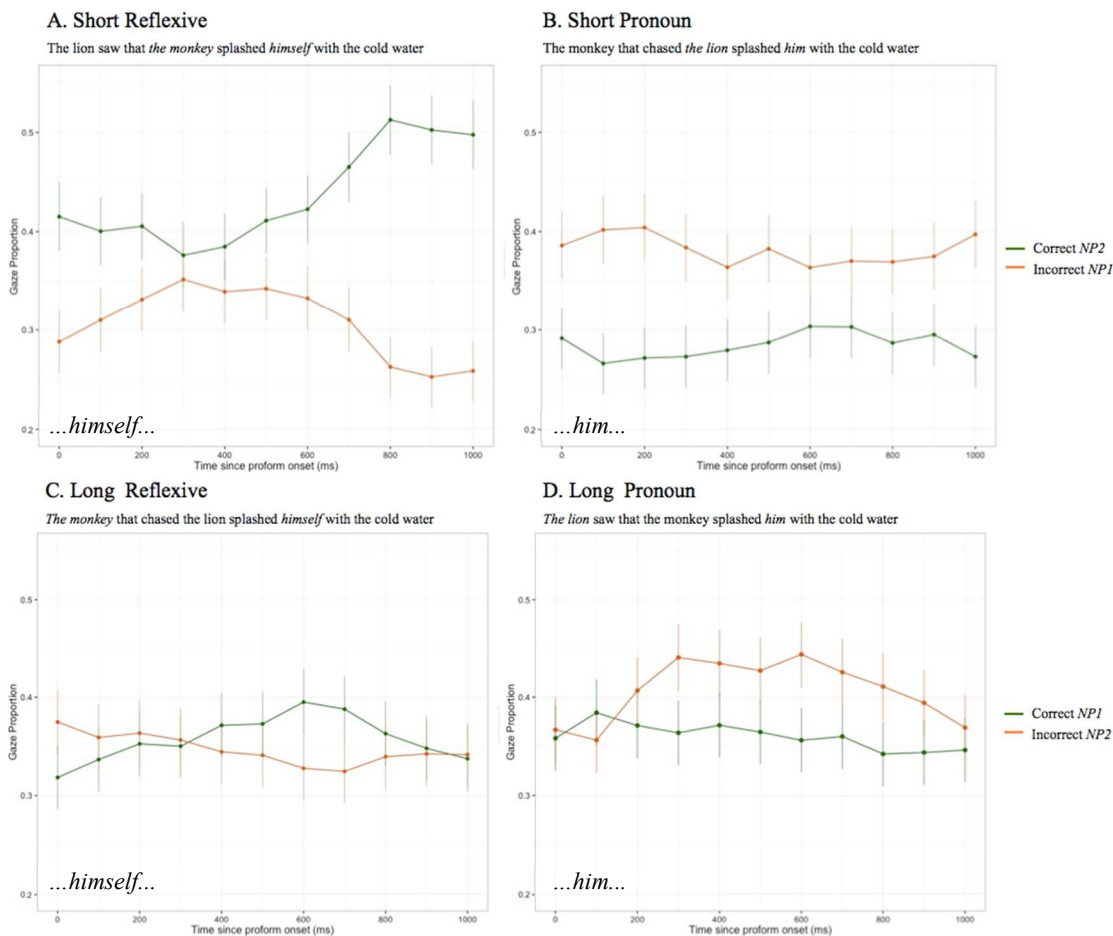 A. Short Reflexive
The lion saw that the monkey splashed himself with the cold water
Gaze Proportion
0.5
0.4
0.3
0.2
...himself...
0
200
400
600
800
1000
Time since proform onset (ms)
B. Short Pronoun
The monkey that chased the lion splashed him with the cold water
Gaze Proportion
0.5
0.4
0.3
0.2
...him...
0
200
400
600
800
1000
Time since proform onset (ms)
Correct NP2
Incorrect NP1
C. Long Reflexive
The monkey that chased the lion splashed himself with the cold water
Gaze Proportion
0.5
0.4
0.3
0.2
...himself...
0
200
400
600
800
1000
Time since proform onset (ms)
D. Long Pronoun
The lion saw that the monkey splashed him with the cold water
Gaze Proportion
0.5
0.4
0.3
0.2
...him...
0
200
400
600
800
1000
Time since proform onset (ms)
Correct NP1
Incorrect NP2